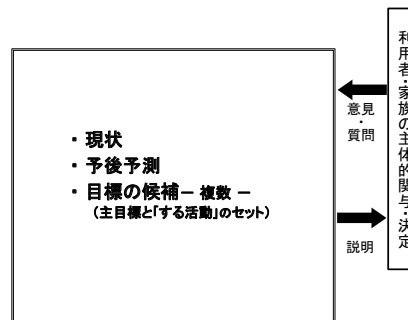 ・現状
・予後予測
・目標の候補－ 複数 －
（主目標と「する活動」のセット）
意見
・
質問
説明
利用者・家族の主体的関与・決定